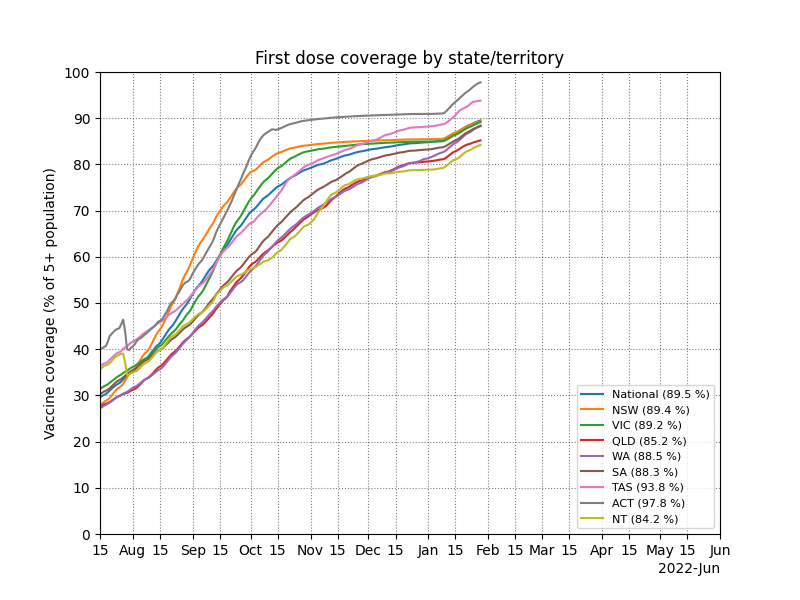 First dose coverage by state/territory
Vaccine coverage (% of 5+ population)
100
90
80
70
60
50
40
30
20
10
0
National (89.5 %)
NSW (89.4 %)
VIC (89.2 %)
QLD (85.2 %)
WA (88.5 %)
SA (88.3 %)
TAS (93.8 %)
ACT (97.8 %)
NT (84.2 %)
15 Aug 15 Sep 15 Oct 15 Nov 15 Dec 15 Jan 15 Feb 15 Mar 15 Apr 15 May 15 Jun
2022-Jun